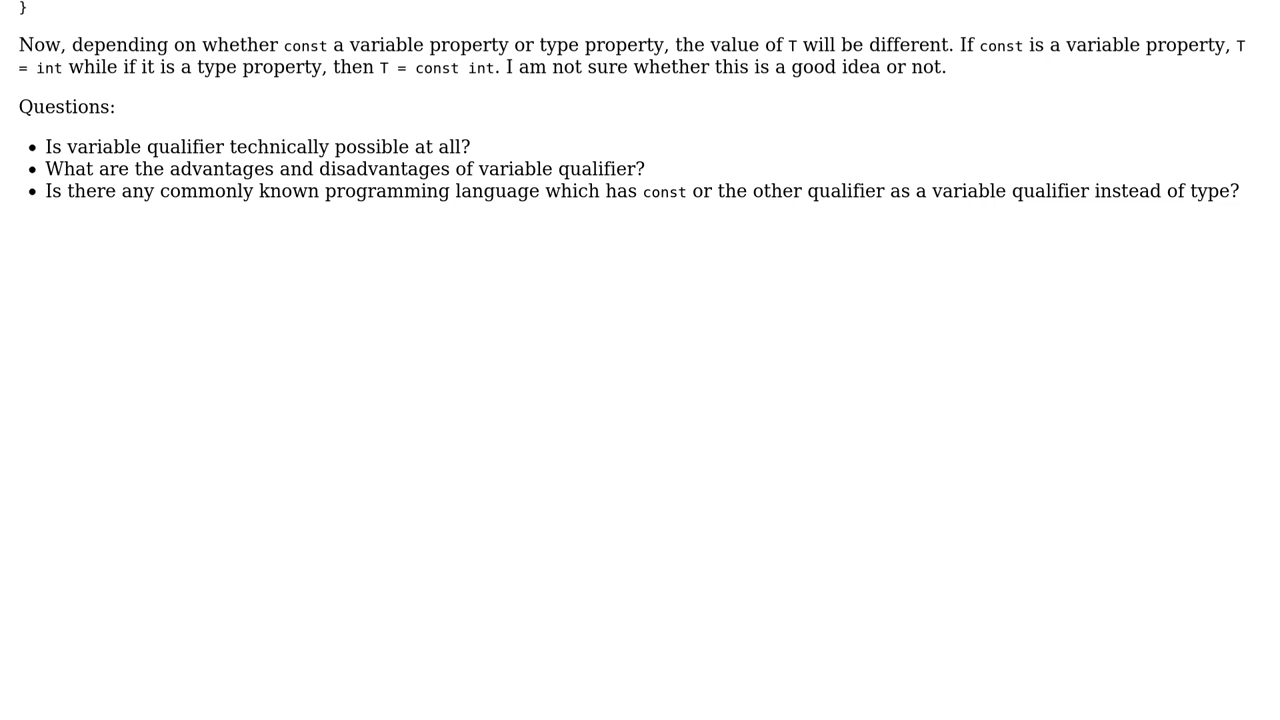 }
Now, depending on whether const a variable property or type property, the value of T will be different. If const is a variable property, T
= int while if it is a type property, then T = const int. I am not sure whether this is a good idea or not.
Questions:
• Is variable qualifier technically possible at all?
• What are the advantages and disadvantages of variable qualifier?
• Is there any commonly known programming language which has const or the other qualifier as a variable qualifier instead of type?